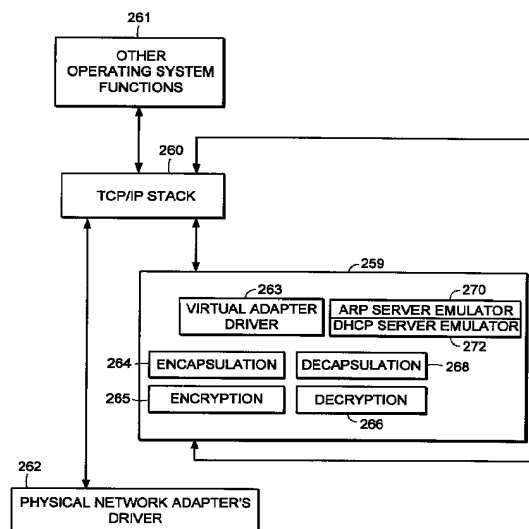 261
OTHER
OPERATING SYSTEM
FUNCTIONS
260
TCP/IP STACK
259
263
VIRTUAL ADAPTER
DRIVER
270
ARP SERVER EMULATOR
DHCP SERVER EMULATOR
272
264
ENCAPSULATION
DECAPSULATION
268
265
ENCRYPTION
DECRYPTION
266
262
PHYSICAL NETWORK ADAPTER'S
DRIVER